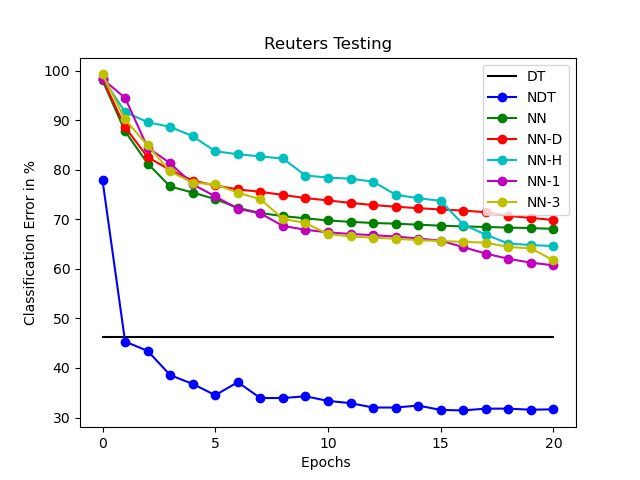 Reuters Testing
Classification Error in %
100
90
80
70
60
50
40
30
0
5
10
15
20
Epochs
DT
NDT
NN
NN-D
NN-H
NN-1
NN-3